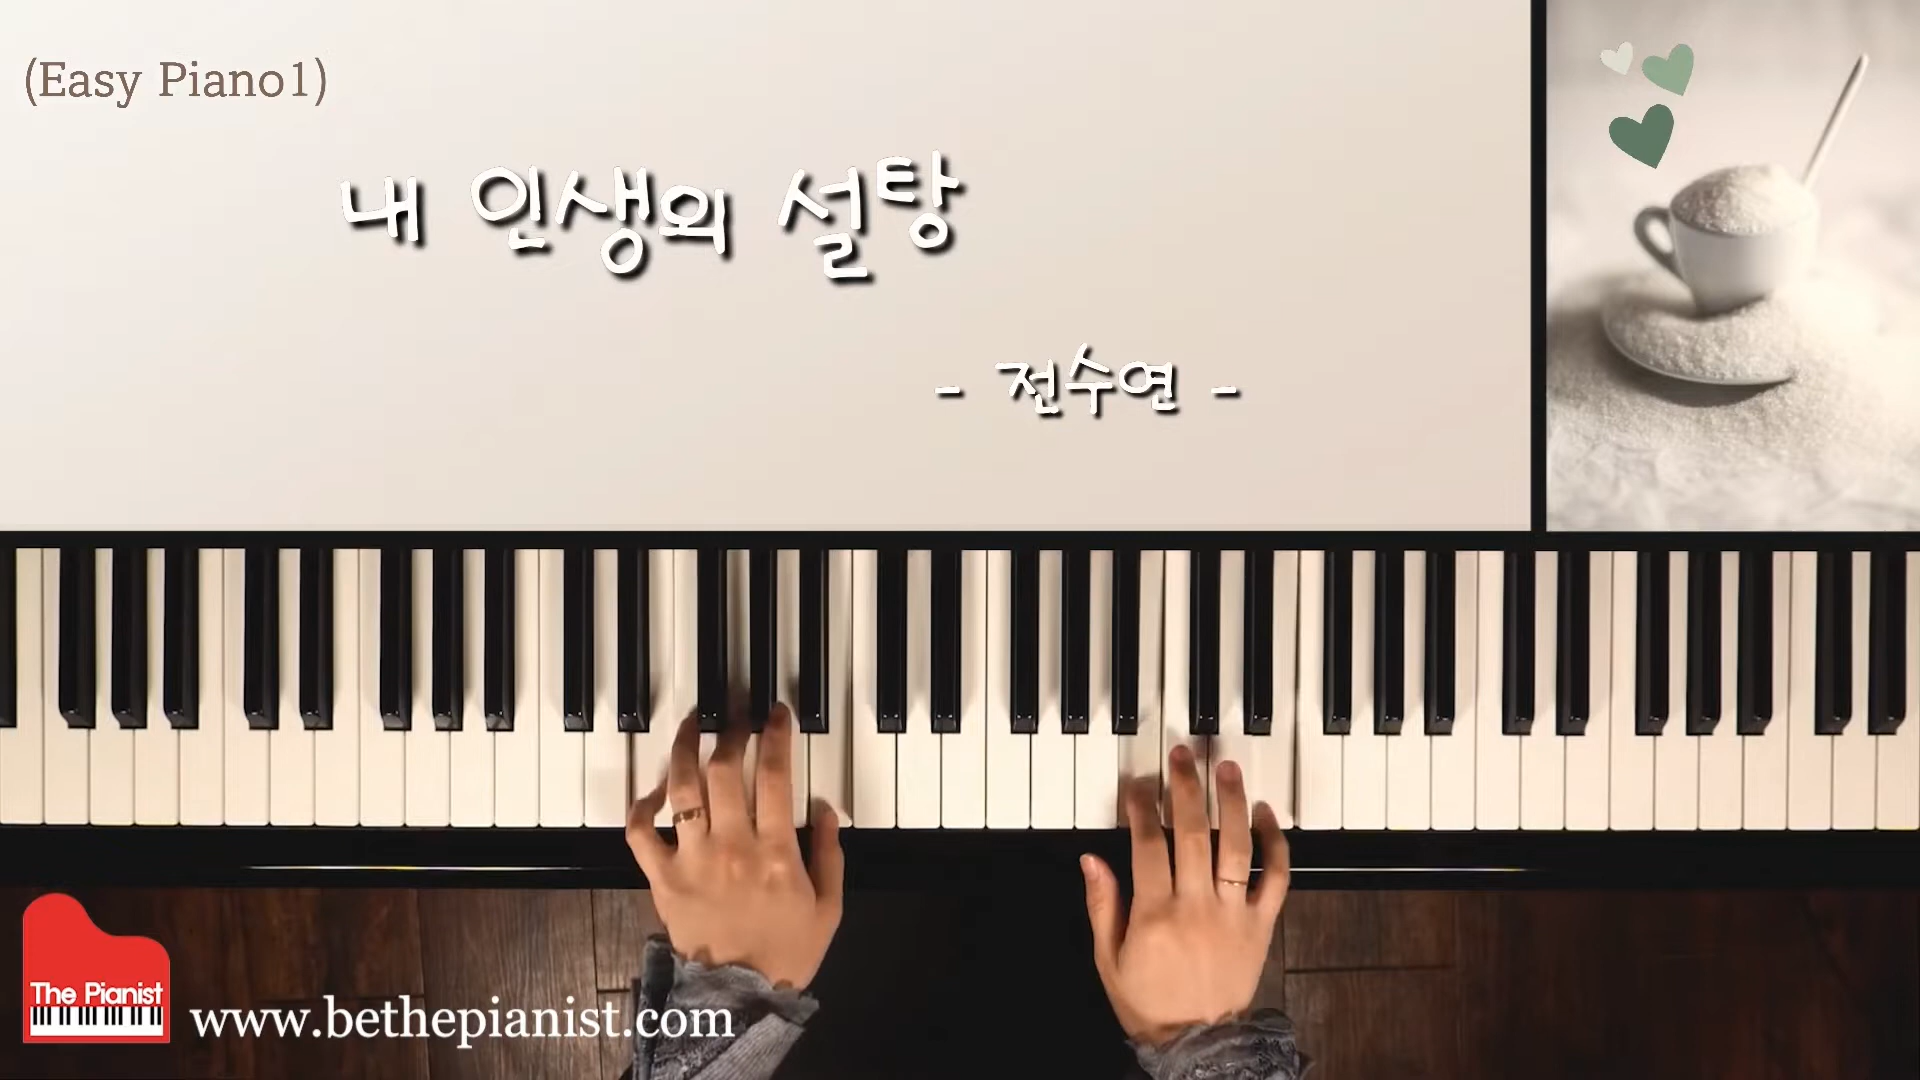 (Easy Piano1)
내 인생의 설탕
- 전수연 -
The Pianist
www.bethepianist.com